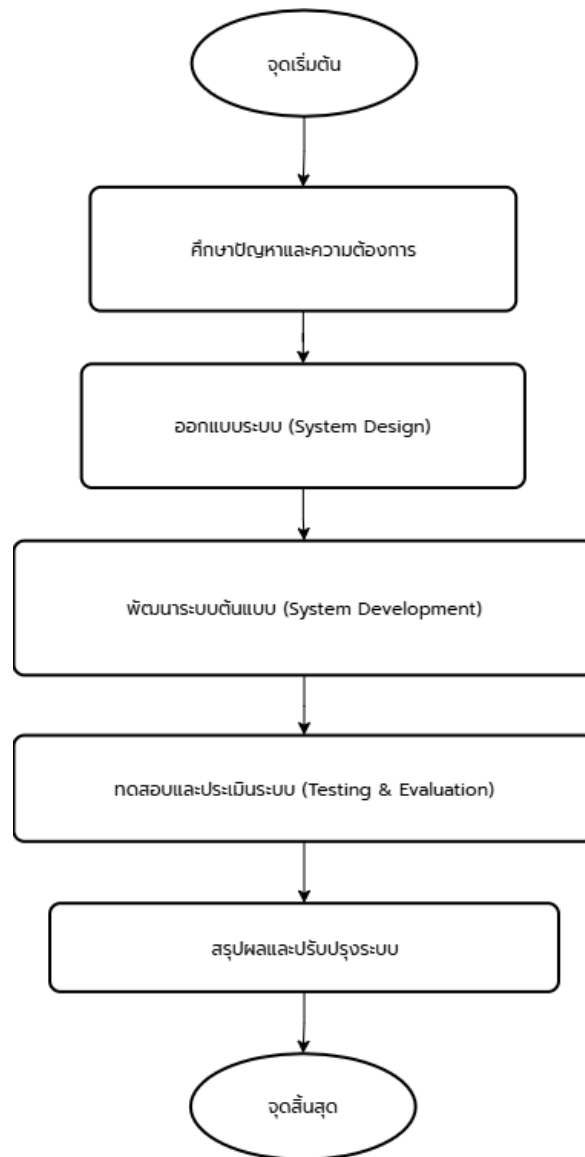 จุดเริ่มต้น
ศึกษาปัญหาและความต้องการ
ออกแบบระบบ (System Design)
พัฒนาระบบต้นแบบ (System Development)
ทดสอบและประเมินระบบ (Testing & Evaluation)
สรุปผลและปรับปรุงระบบ
จุดสิ้นสุด